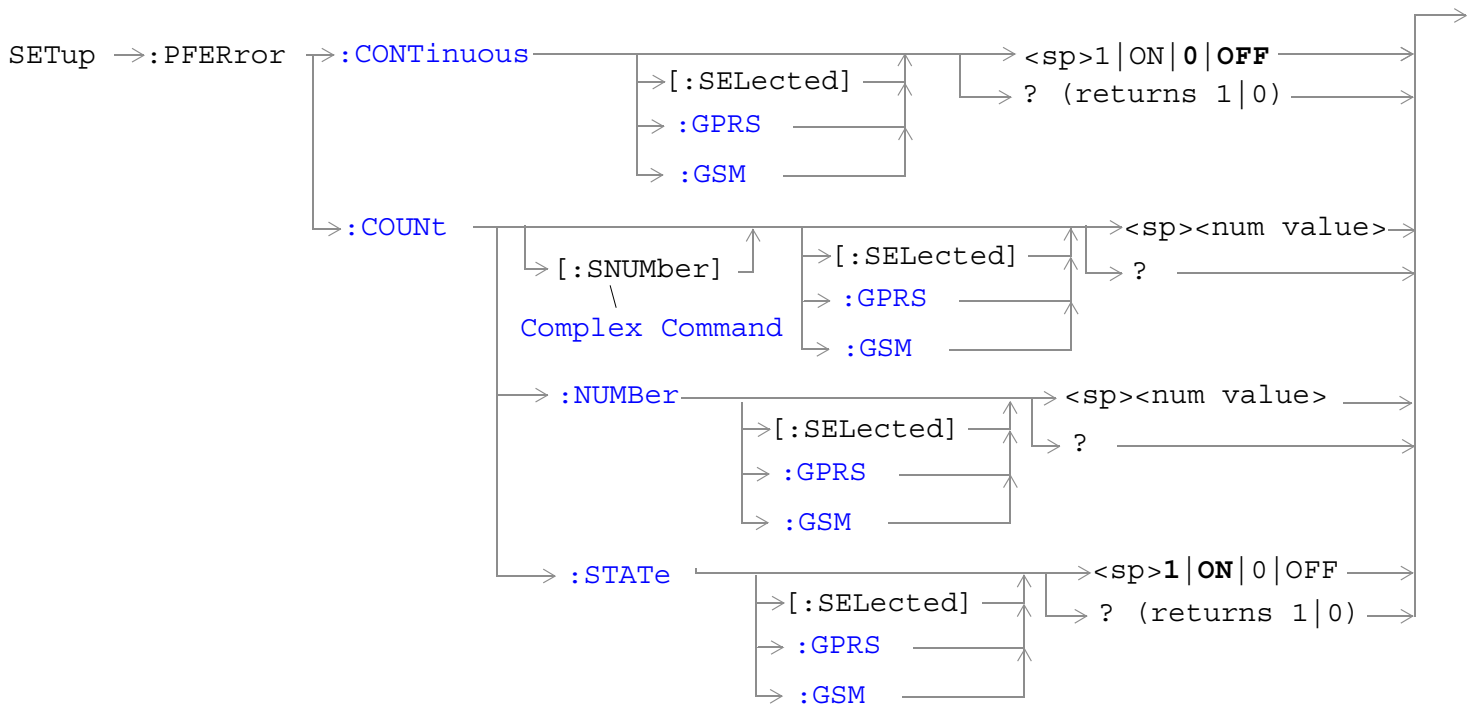 SETup :PFERror :CONTinuous <sp>1|ON|0|OFF
[:SELected] ? (returns 1|0)
:GPRS
:GSM
:COUNt <sp><num value>
[:SNUMber] [:SELected] ?
:GPRS
Complex Command
:GSM
:NUMBer <sp><num value>
[:SELected] ?
:GPRS
:GSM
:STATe <sp>1|ON|0|OFF
[:SELected] ? (returns 1|0)
:GPRS
:GSM